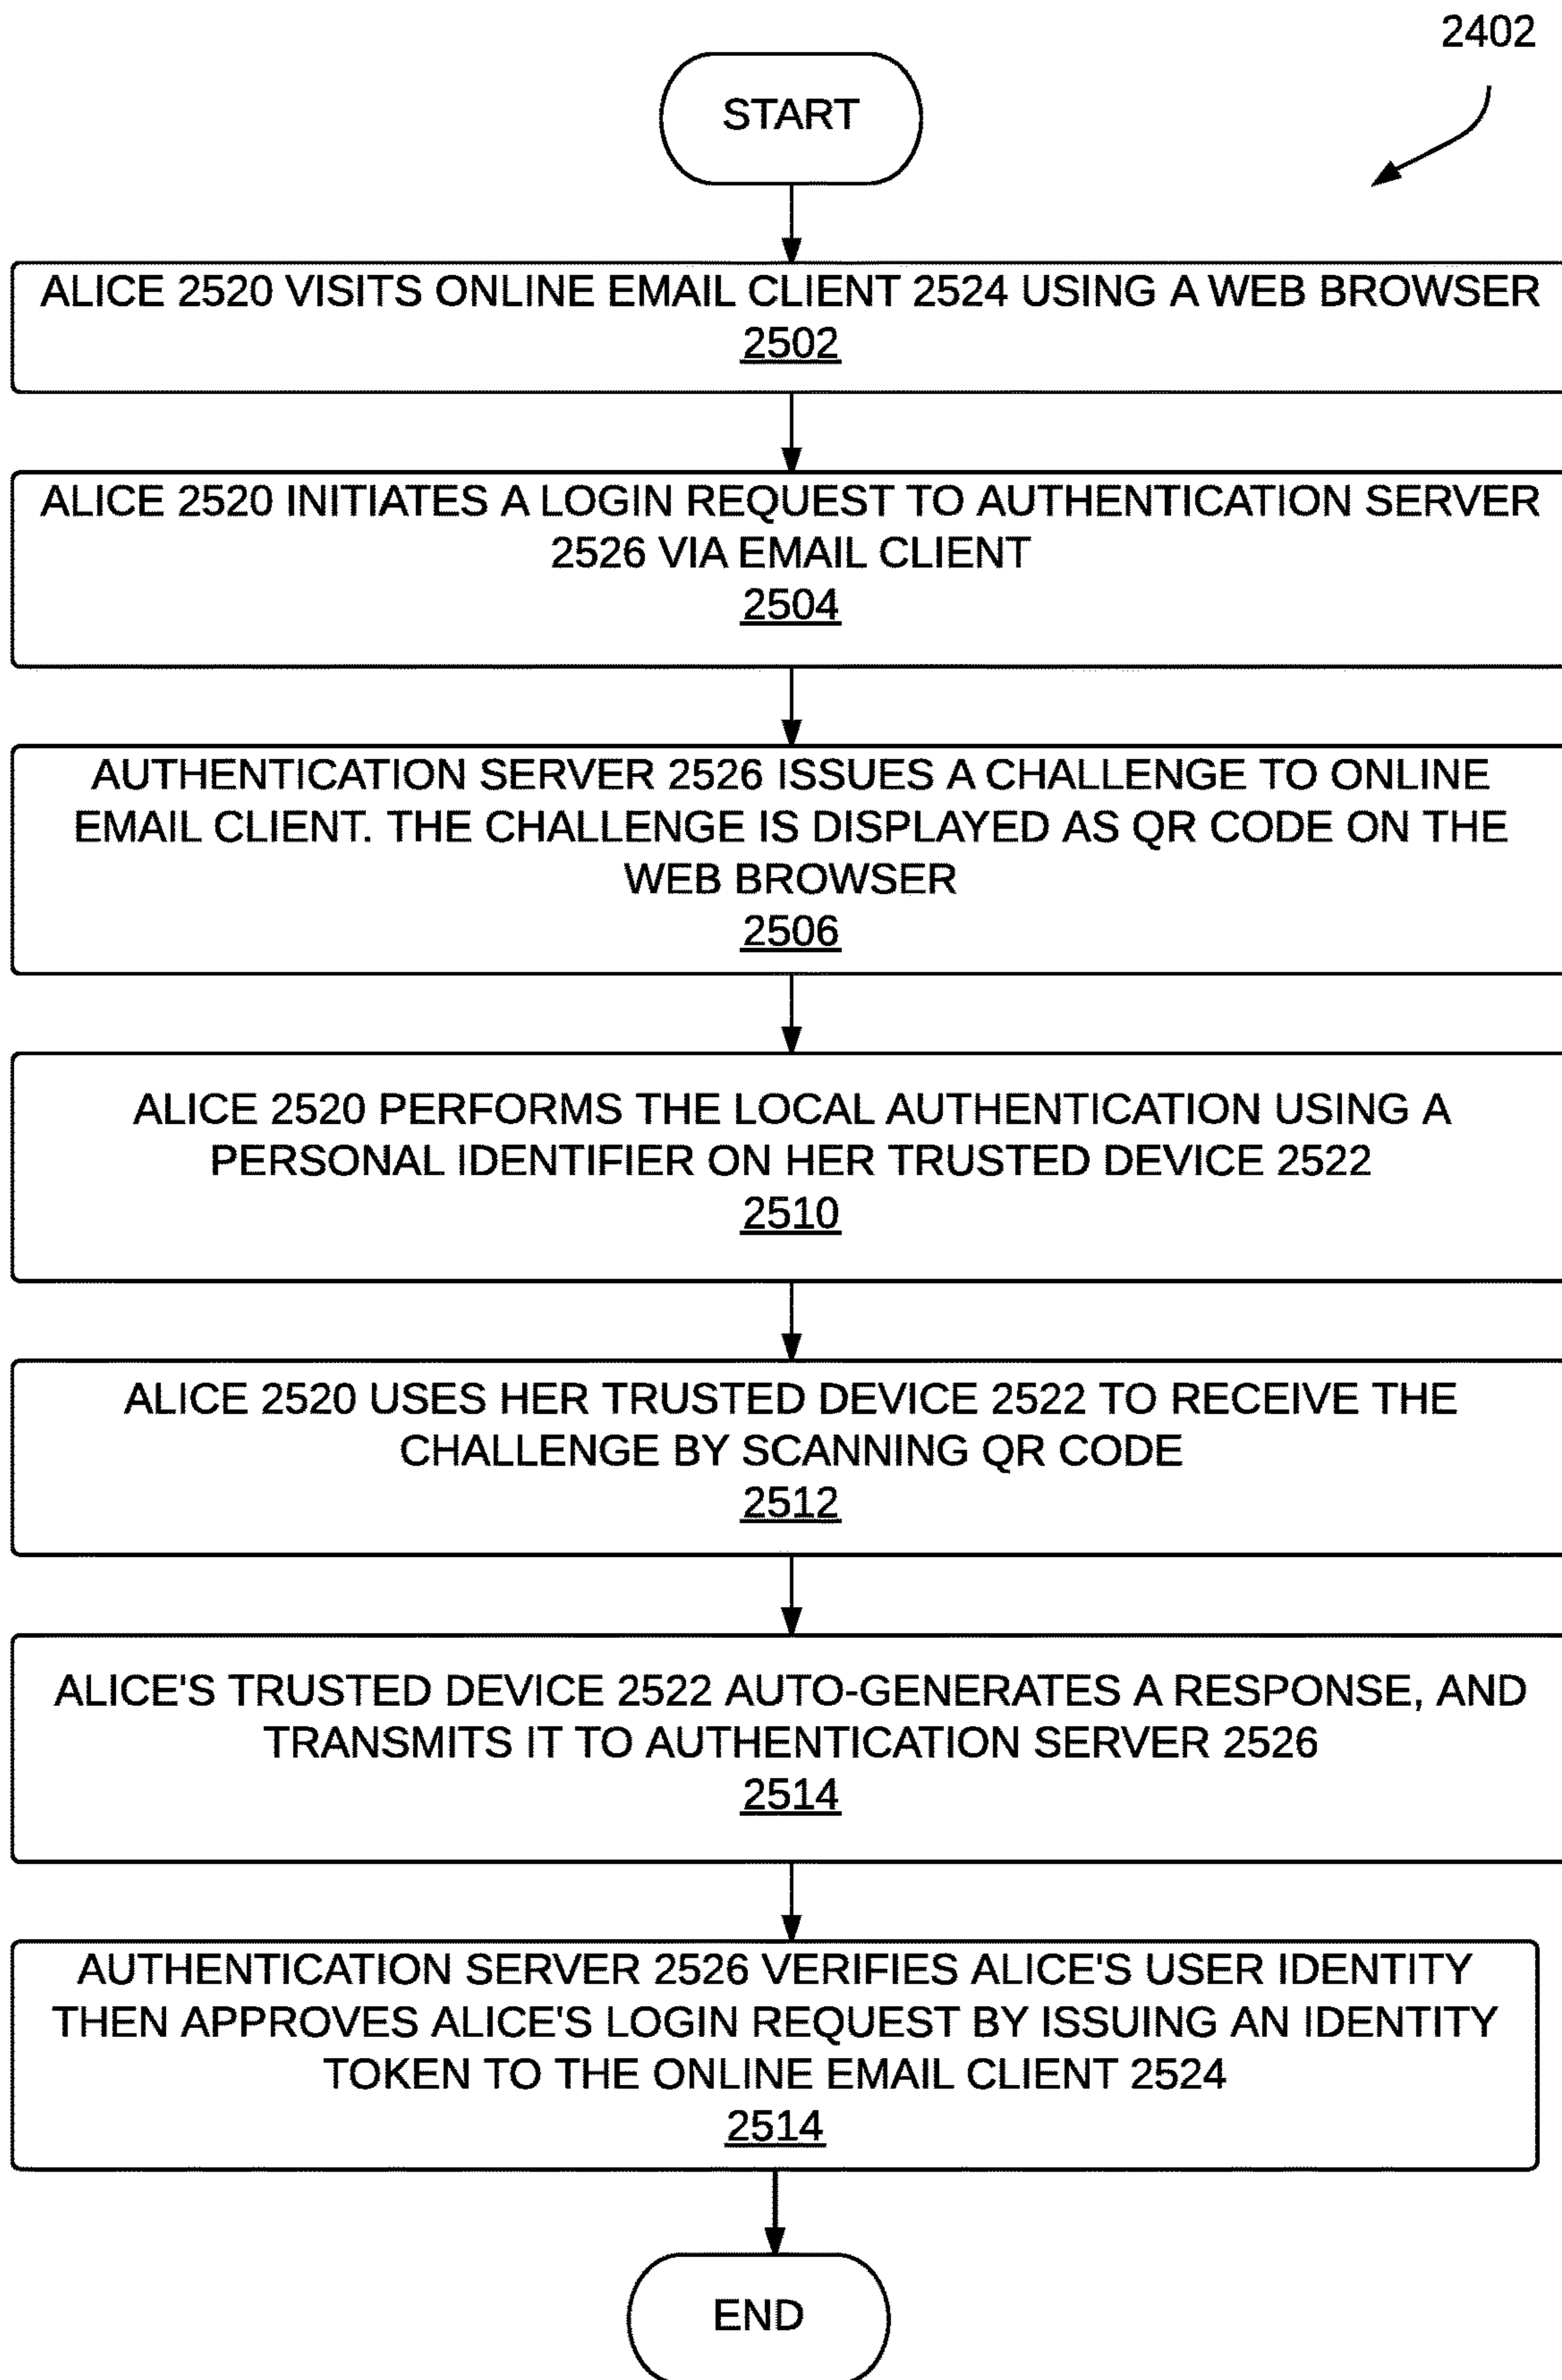 2402
START
ALICE 2520 VISITS ONLINE EMAIL CLIENT 2524 USING A WEB BROWSER
2502
ALICE 2520 INITIATES A LOGIN REQUEST TO AUTHENTICATION SERVER
2526 VIA EMAIL CLIENT
2504
AUTHENTICATION SERVER 2526 ISSUES A CHALLENGE TO ONLINE
EMAIL CLIENT. THE CHALLENGE IS DISPLAYED AS QR CODE ON THE
WEB BROWSER
2506
ALICE 2520 PERFORMS THE LOCAL AUTHENTICATION USING A
PERSONAL IDENTIFIER ON HER TRUSTED DEVICE 2522
2510
ALICE 2520 USES HER TRUSTED DEVICE 2522 TO RECEIVE THE
CHALLENGE BY SCANNING QR CODE
2512
ALICE'S TRUSTED DEVICE 2522 AUTO-GENERATES A RESPONSE, AND
TRANSMITS IT TO AUTHENTICATION SERVER 2526
2514
AUTHENTICATION SERVER 2526 VERIFIES ALICE'S USER IDENTITY
THEN APPROVES ALICE'S LOGIN REQUEST BY ISSUING AN IDENTITY
TOKEN TO THE ONLINE EMAIL CLIENT 2524
2514
END